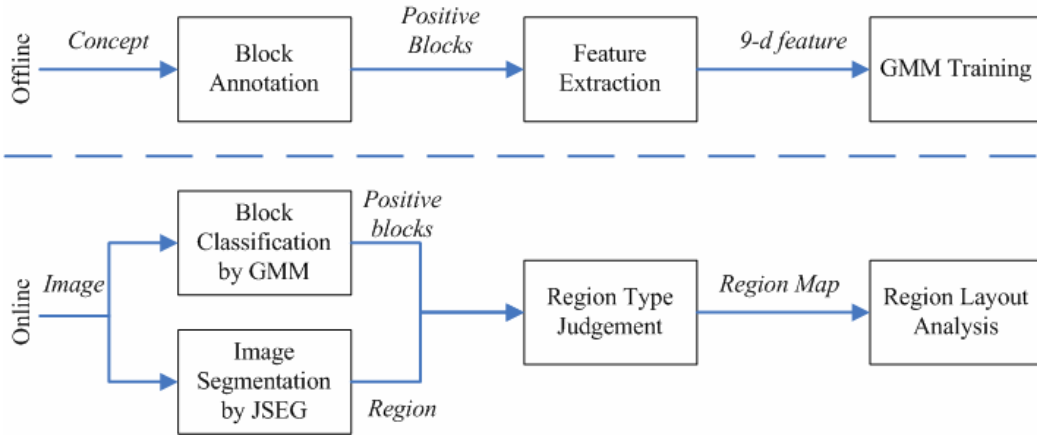 Offline
Concept
Block
Annotation
Positive
Blocks
Feature
Extraction
9-d feature
GMM Training
Online
Image
Block
Classification
by GMM
Positive
blocks
Image
Segmentation
by JSEG
Region
Region Type
Judgement
Region Map
Region Layout
Analysis